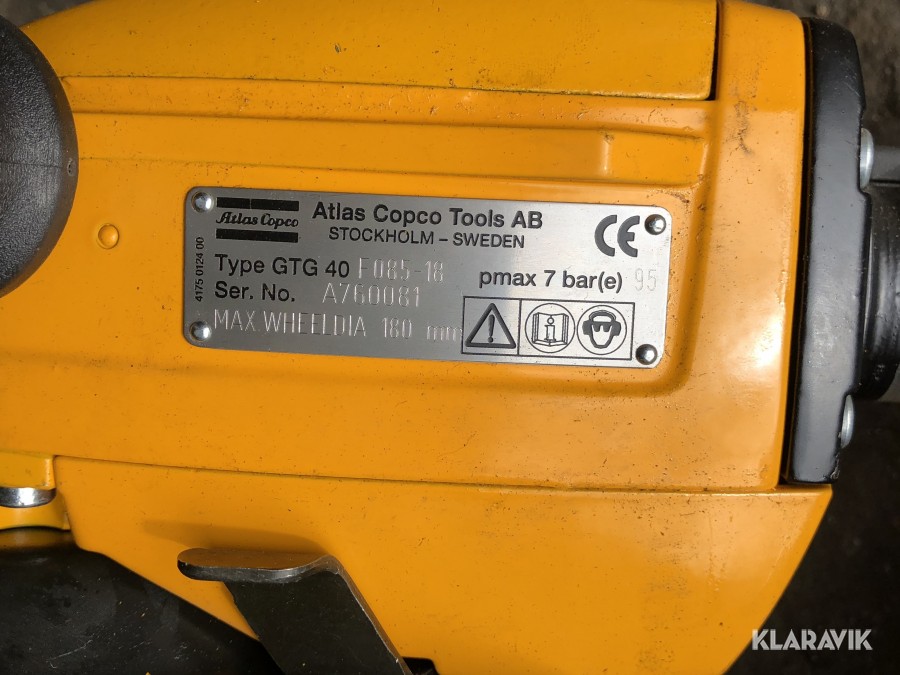 Atlas Copco
Atlas Copco Tools AB
STOCKHOLM – SWEDEN
CE
Type GTG 40 F085-18
pmax 7 bar(e) 95
Ser. No. A760081
MAX WHEELDIA 180 mm
4175 0124 00
KLARAVIK